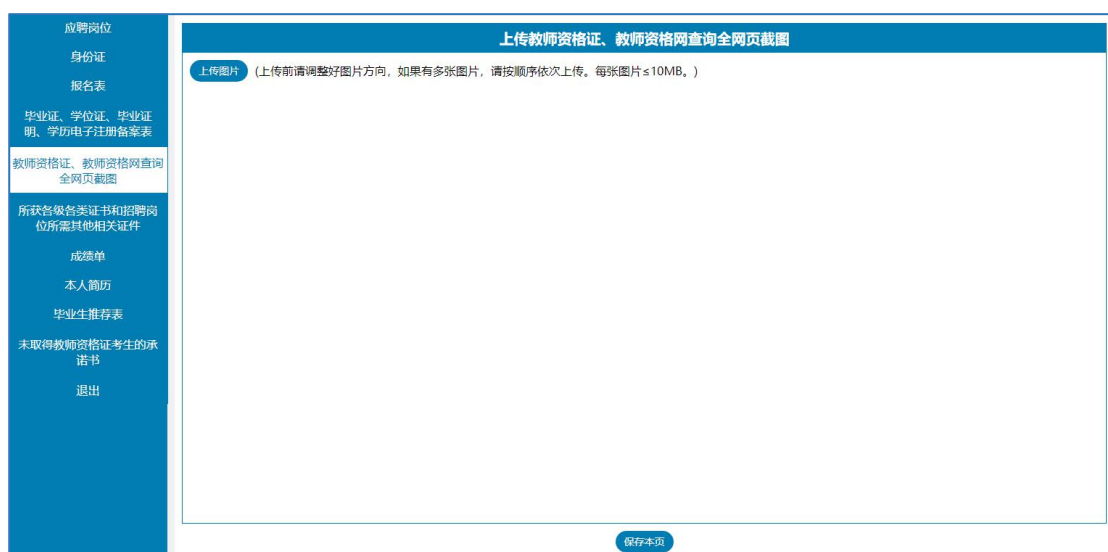 应聘岗位
身份证
报名表
毕业证、学位证、毕业证
明、学历电子注册备案表
教师资格证、教师资格网查询
全网页截图
所获各级各类证书和招聘岗
位所需其他相关证件
成绩单
本人简历
毕业生推荐表
未取得教师资格证考生的承
诺书
退出
上传教师资格证、教师资格网查询全网页截图
上传图片 (上传前请调整好图片方向，如果有多张图片，请按顺序依次上传。每张图片≤10MB。)
保存本页